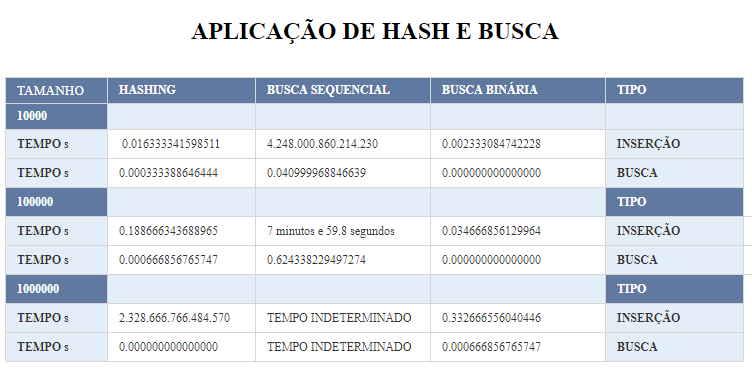 APLICAÇÃO DE HASH E BUSCA
TAMANHO HASHING BUSCA SEQUENCIAL BUSCA BINÁRIA TIPO
10000
TEMPO s 0.016333341598511 4.248.000.860.214.230 0.002333084742228 INSERÇÃO
TEMPO s 0.000333388646444 0.040999968846639 0.000000000000000 BUSCA
100000 TIPO
TEMPO s 0.188666343688965 7 minutos e 59.8 segundos 0.034666856129964 INSERÇÃO
TEMPO s 0.000666856765747 0.624338229497274 0.000000000000000 BUSCA
1000000 TIPO
TEMPO s 2.328.666.766.484.570 TEMPO INDETERMINADO 0.332666556040446 INSERÇÃO
TEMPO s 0.000000000000000 TEMPO INDETERMINADO 0.000666856765747 BUSCA